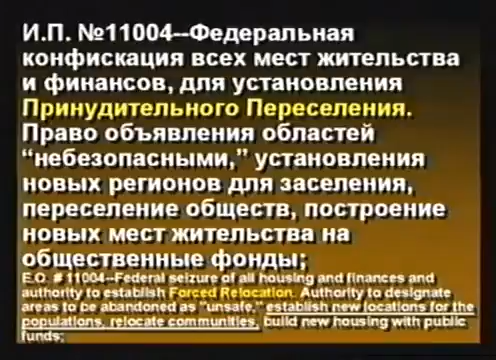 И.П. №11004--Федеральная
конфискация всех мест жительства
и финансов, для установления
Принудительного Переселения.
Право объявления областей
“небезопасными,” установления
новых регионов для заселения,
переселение обществ, построение
новых мест жительства на
общественные фонды;
E.O. # 11004--Federal seizure of all housing and finances and
authority to establish Forced Relocation. Authority to designate
areas to be abandoned as "unsafe," establish new locations for the
populations, relocate communities, build new housing with public
funds;